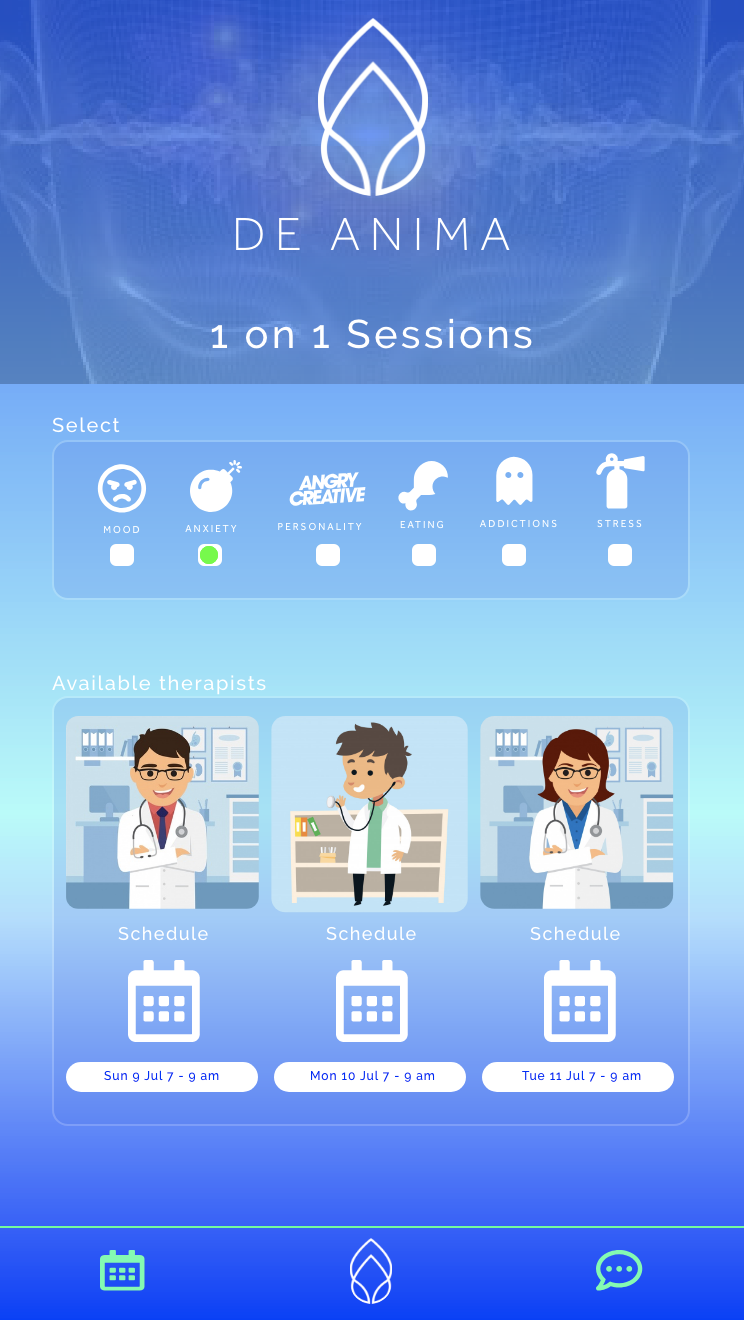 DE ANIMA
1 on 1 Sessions
Select
ANGRY
CREATIVE
MOOD ANXIETY PERSONALITY EATING ADDICTIONS STRESS
Available therapists
Schedule Schedule Schedule
Sun 9 Jul 7 - 9 am Mon 10 Jul 7 - 9 am Tue 11 Jul 7 - 9 am